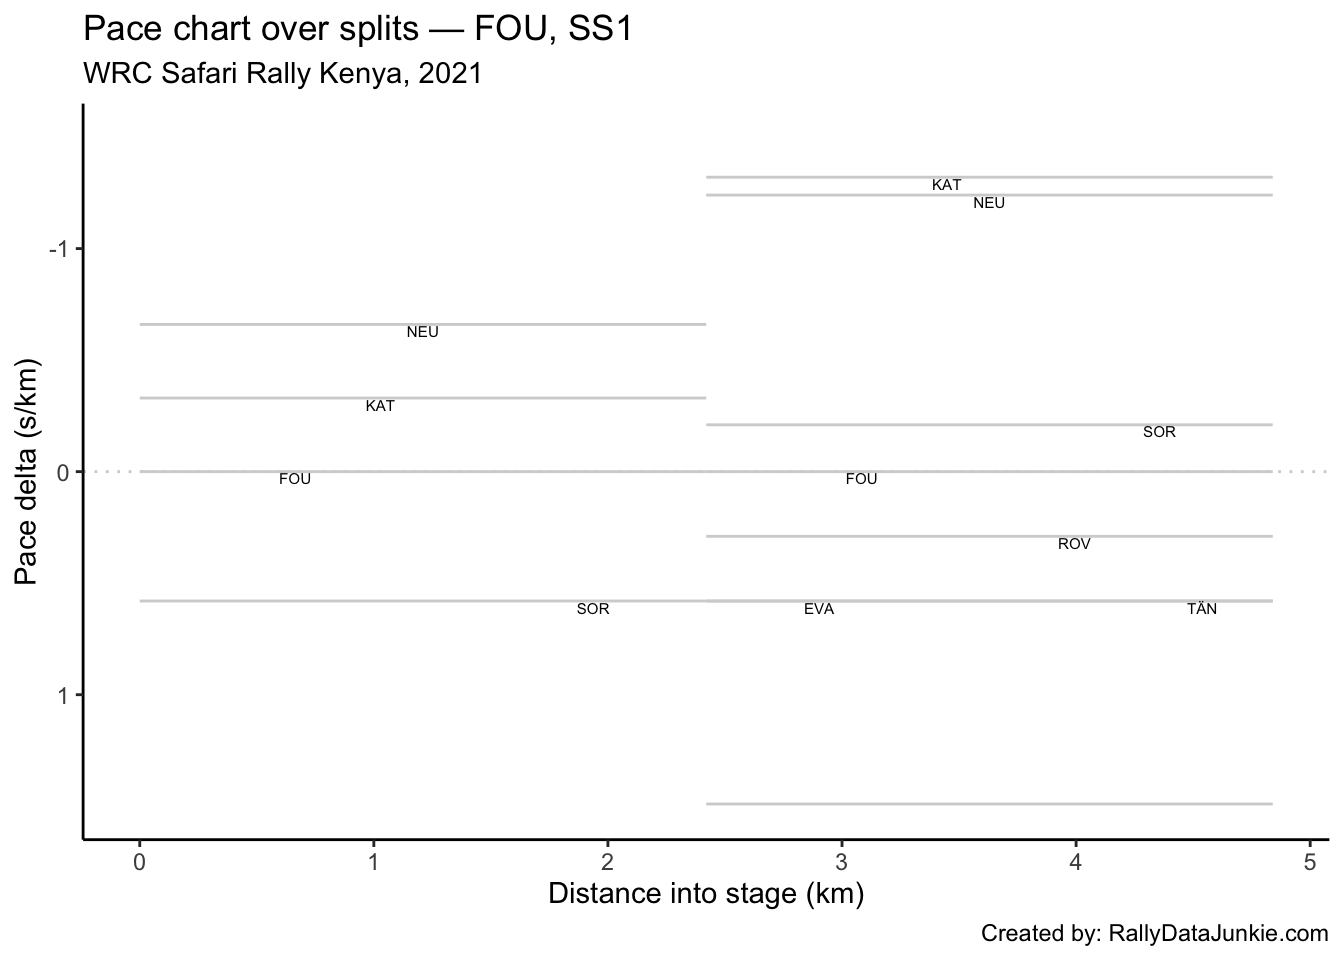 Pace chart over splits — FOU, SS1
WRC Safari Rally Kenya, 2021
KAT
NEU
-1
NEU
KAT
SOR
0
FOU
FOU
ROV
SOR
EVA
TÄN
1
Pace delta (s/km)
0 1 2 3 4 5
Distance into stage (km)
Created by: RallyDataJunkie.com